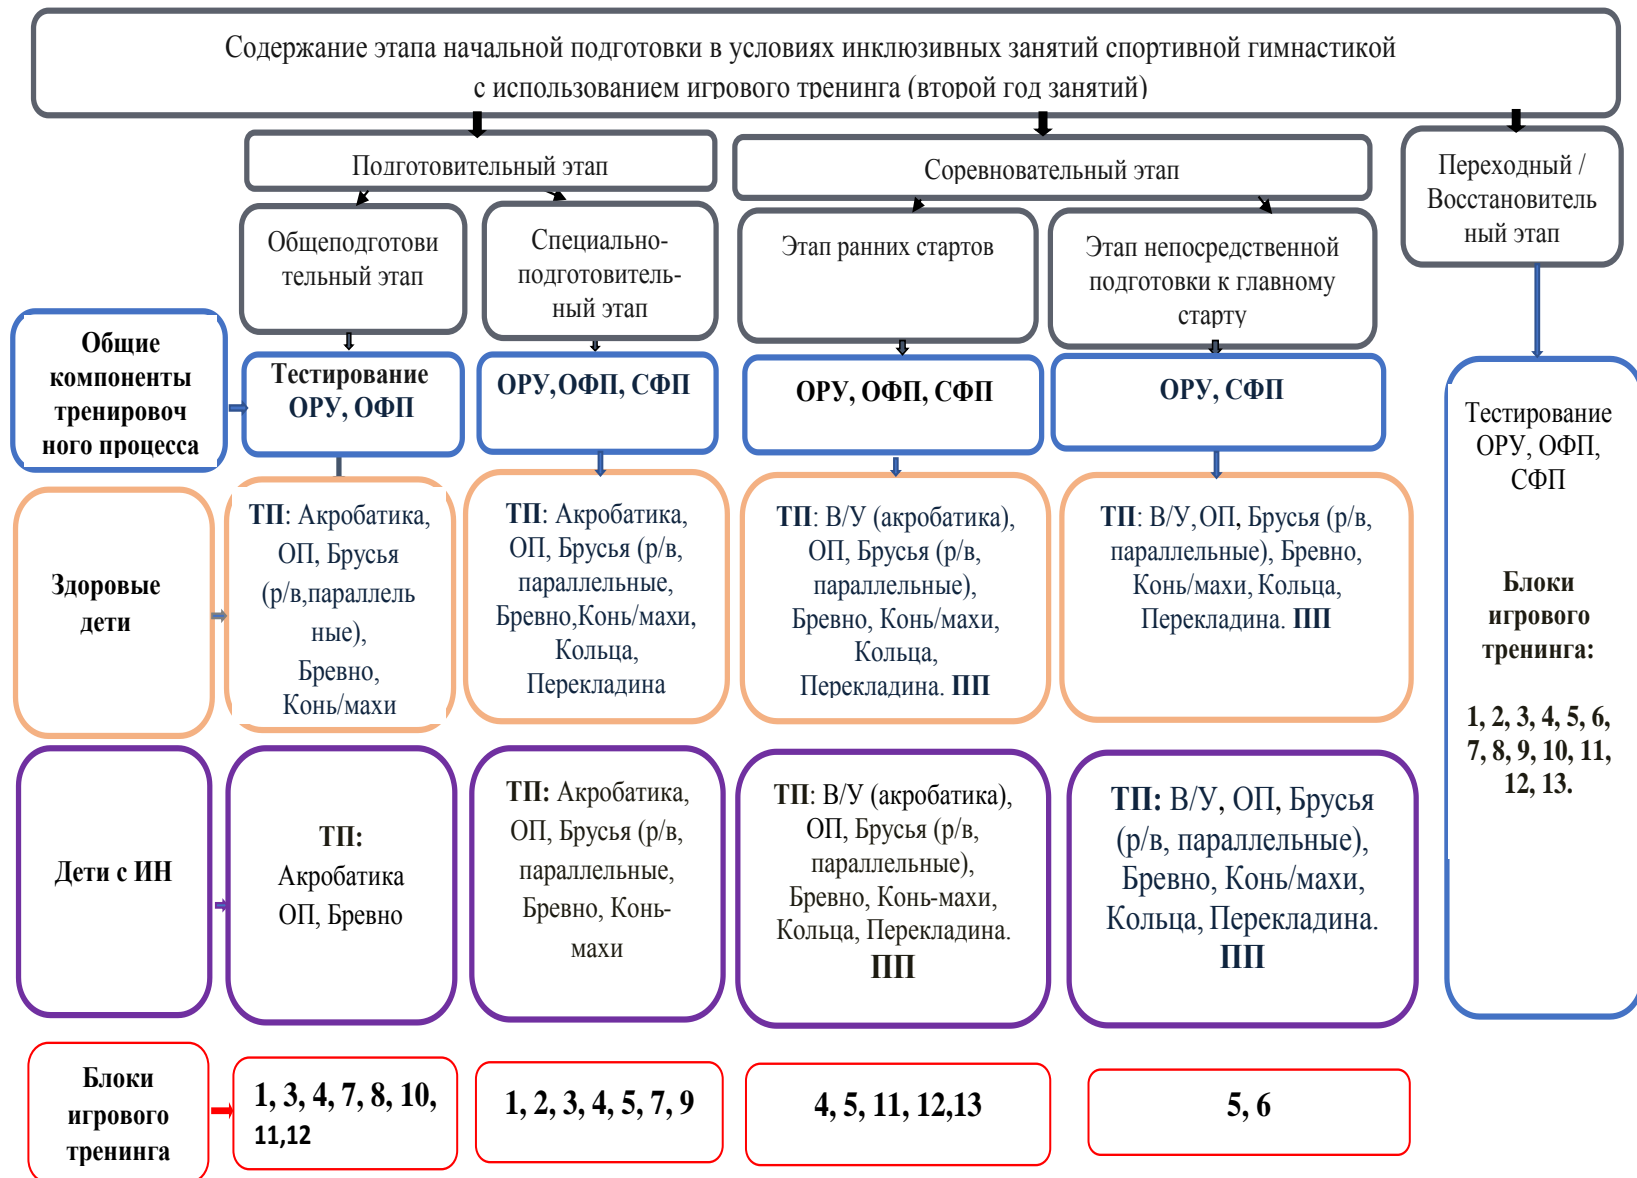 Содержание этапа начальной подготовки в условиях инклюзивных занятий спортивной гимнастикой
с использованием игрового тренинга (второй год занятий)
Подготовительный этап
Соревновательный этап
Переходный /
Восстановитель
ный этап
Общеподготови
тельный этап
Специально-
подготовитель-
ный этап
Этап ранних стартов
Этап непосредственной
подготовки к главному
старту
Общие
компоненты
тренировоч
ного процесса
Тестирование
ОРУ, ОФП
ОРУ,ОФП, СФП
ОРУ, ОФП, СФП
ОРУ, СФП
Тестирование
ОРУ, ОФП,
СФП
Блоки
игрового
тренинга:
1, 2, 3, 4, 5, 6,
7, 8, 9, 10, 11,
12, 13.
Здоровые
дети
ТП: Акробатика,
ОП, Брусья
(р/в,параллель
ные),
Бревно,
Конь/махи
ТП: Акробатика,
ОП, Брусья (р/в,
параллельные,
Бревно,Конь/махи,
Кольца,
Перекладина
ТП: В/У (акробатика),
ОП, Брусья (р/в,
параллельные),
Бревно, Конь/махи,
Кольца,
Перекладина. ПП
ТП: В/У,ОП, Брусья (р/в,
параллельные), Бревно,
Конь/махи, Кольца,
Перекладина. ПП
Дети с ИН
ТП:
Акробатика
ОП, Бревно
ТП: Акробатика,
ОП, Брусья (р/в,
параллельные,
Бревно, Конь-
махи
ТП: В/У (акробатика),
ОП, Брусья (р/в,
параллельные),
Бревно, Конь-махи,
Кольца, Перекладина.
ПП
ТП: В/У, ОП, Брусья
(р/в, параллельные),
Бревно, Конь/махи,
Кольца, Перекладина.
ПП
Блоки
игрового
тренинга
1, 3, 4, 7, 8, 10,
11,12
1, 2, 3, 4, 5, 7, 9
4, 5, 11, 12,13
5, 6